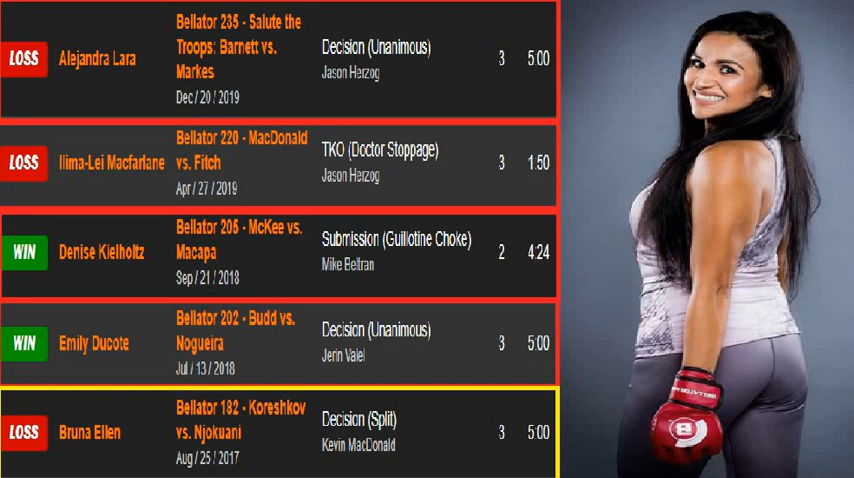 LOSS
Alejandra Lara
Bellator 235 - Salute the
Troops: Barnett vs.
Markes
Dec / 20 / 2019
Decision (Unanimous)
Jason Herzog
3
5:00
LOSS
Ilima-Lei Macfarlane
Bellator 220 - MacDonald
vs. Fitch
Apr / 27 / 2019
TKO (Doctor Stoppage)
Jason Herzog
3
1:50
WIN
Denise Kielholtz
Bellator 205 - McKee vs.
Macapa
Sep / 21 / 2018
Submission (Guillotine Choke)
Mike Beltran
2
4:24
WIN
Emily Ducote
Bellator 202 - Budd vs.
Nogueira
Jul / 13 / 2018
Decision (Unanimous)
Jerin Valel
3
5:00
LOSS
Bruna Ellen
Bellator 182 - Koreshkov
vs. Njokuani
Aug / 25 / 2017
Decision (Split)
Kevin MacDonald
3
5:00